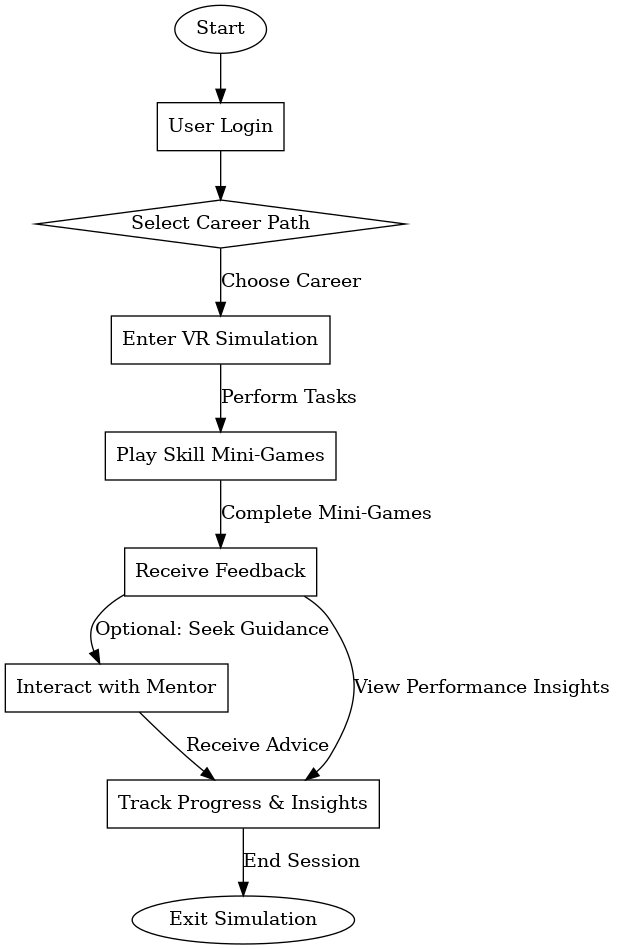 Start
User Login
Select Career Path
Choose Career
Enter VR Simulation
Perform Tasks
Play Skill Mini-Games
Complete Mini-Games
Receive Feedback
Optional: Seek Guidance
Interact with Mentor
View Performance Insights
Receive Advice
Track Progress & Insights
End Session
Exit Simulation